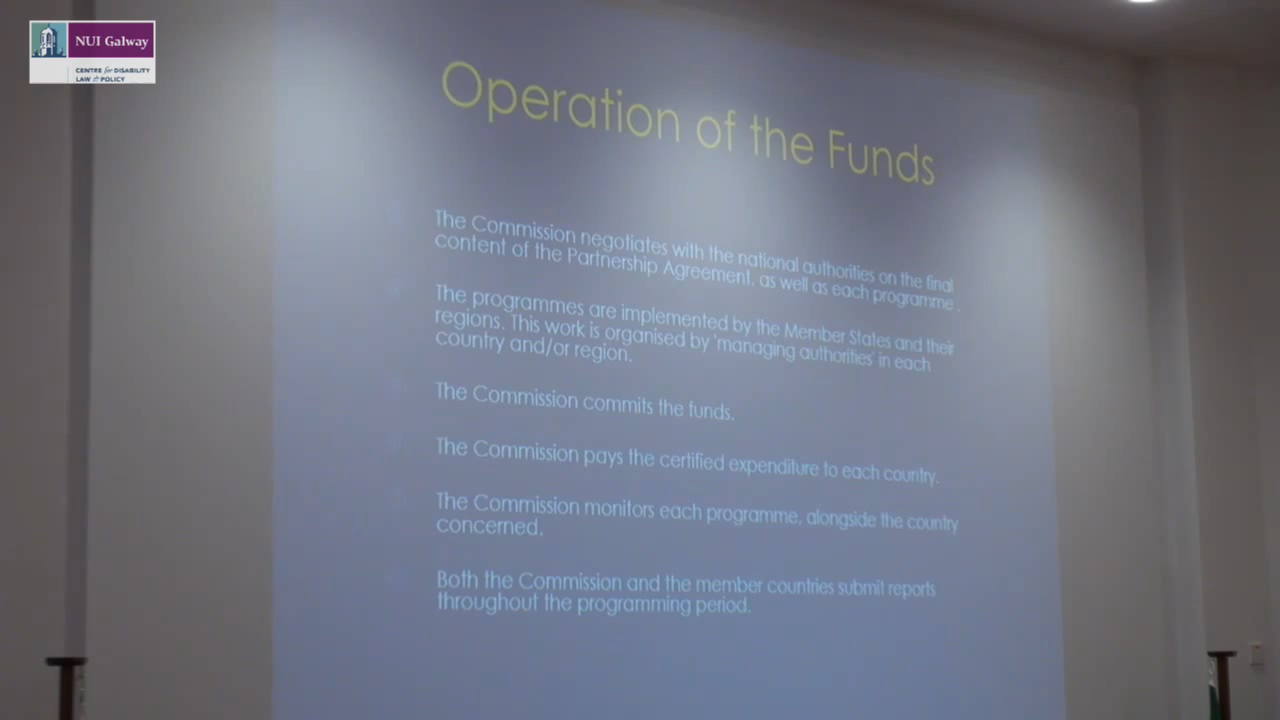 NUI Galway
CENTRE for DISABILITY
LAW & POLICY
Operation of the Funds
The Commission negotiates with the national authorities on the final
content of the Partnership Agreement, as well as each programme .
The programmes are implemented by the Member States and their
regions. This work is organised by 'managing authorities' in each
country and/or region.
The Commission commits the funds.
The Commission pays the certified expenditure to each country.
The Commission monitors each programme, alongside the country
concerned.
Both the Commission and the member countries submit reports
throughout the programming period.